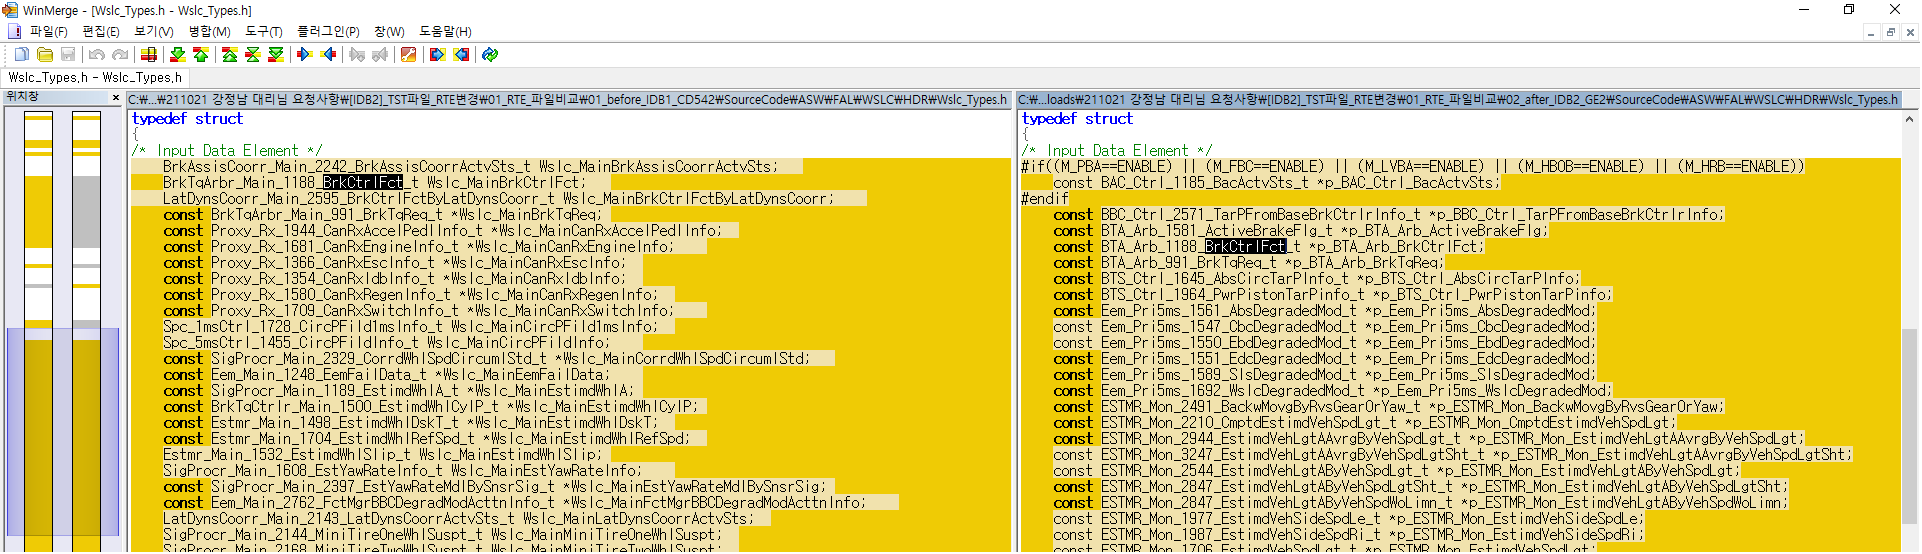 WinMerge - [Wslc_Types.h - Wslc_Types.h]
파일(F) 편집(E) 보기(V) 병합(M) 도구(T) 플러그인(P) 창(W) 도움말(H)
Wslc_Types.h - Wslc_Types.h
위치창
C:₩...₩211021 강정남 대리님 요청사항₩[IDB2]_TST파일_RTE변경₩01_RTE_파일비교₩01_before_IDB1_CD542₩SourceCode₩ASW₩FAL₩WSLC₩HDR₩Wslc_Types.h
typedef struct
{
/* Input Data Element */
BrkAssisCoorr_Main_2242_BrkAssisCoorrActvSts_t Wslc_MainBrkAssisCoorrActvSts;
BrkTqArbr_Main_1188_BrkCtrlFct_t Wslc_MainBrkCtrlFct;
LatDynsCoorr_Main_2595_BrkCtrlFctByLatDynsCoorr_t Wslc_MainBrkCtrlFctByLatDynsCoorr;
const BrkTqArbr_Main_991_BrkTqReq_t *Wslc_MainBrkTqReq;
const Proxy_Rx_1944_CanRxAccelPedlInfo_t *Wslc_MainCanRxAccelPedlInfo;
const Proxy_Rx_1681_CanRxEngineInfo_t *Wslc_MainCanRxEngineInfo;
const Proxy_Rx_1366_CanRxEscInfo_t *Wslc_MainCanRxEscInfo;
const Proxy_Rx_1354_CanRxIdbInfo_t *Wslc_MainCanRxIdbInfo;
const Proxy_Rx_1580_CanRxRegenInfo_t *Wslc_MainCanRxRegenInfo;
const Proxy_Rx_1709_CanRxSwitchInfo_t *Wslc_MainCanRxSwitchInfo;
Spc_1msCtrl_1728_CircPFild1msInfo_t Wslc_MainCircPFild1msInfo;
Spc_5msCtrl_1455_CircPFildInfo_t Wslc_MainCircPFildInfo;
const SigProcr_Main_2329_CorrdWhlSpdCircumlStd_t *Wslc_MainCorrdWhlSpdCircumlStd;
const Eem_Main_1248_EemFailData_t *Wslc_MainEemFailData;
const SigProcr_Main_1189_EstimdWhlA_t *Wslc_MainEstimdWhlA;
const BrkTqCtrlr_Main_1500_EstimdWhlCylP_t *Wslc_MainEstimdWhlCylP;
const Estmr_Main_1498_EstimdWhlDskT_t *Wslc_MainEstimdWhlDskT;
const Estmr_Main_1704_EstimdWhlRefSpd_t *Wslc_MainEstimdWhlRefSpd;
Estmr_Main_1532_EstimdWhlSlip_t Wslc_MainEstimdWhlSlip;
SigProcr_Main_1608_EstYawRateInfo_t Wslc_MainEstYawRateInfo;
const SigProcr_Main_2397_EstYawRateMdlBySnsrSig_t *Wslc_MainEstYawRateMdlBySnsrSig;
const Eem_Main_2762_FctMgrBBCDegradModActtnInfo_t *Wslc_MainFctMgrBBCDegradModActtnInfo;
LatDynsCoorr_Main_2143_LatDynsCoorrActvSts_t Wslc_MainLatDynsCoorrActvSts;
SigProcr_Main_2144_MiniTireOneWhlSuspt_t Wslc_MainMiniTireOneWhlSuspt;
SigProcr_Main_2168_MiniTireTwoWhlSuspt_t Wslc_MainMiniTireTwoWhlSuspt;
C:₩...loads₩211021 강정남 대리님 요청사항₩[IDB2]_TST파일_RTE변경₩01_RTE_파일비교₩02_after_IDB2_GE2₩SourceCode₩ASW₩FAL₩WSLC₩HDR₩Wslc_Types.h
typedef struct
{
/* Input Data Element */
#if((M_PBA==ENABLE) || (M_FBC==ENABLE) || (M_LVBA==ENABLE) || (M_HBOB==ENABLE) || (M_HRB==ENABLE))
const BAC_Ctrl_1185_BacActvSts_t *p_BAC_Ctrl_BacActvSts;
#endif
const BBC_Ctrl_2571_TarPFromBaseBrkCtrlrInfo_t *p_BBC_Ctrl_TarPFromBaseBrkCtrlrInfo;
const BTA_Arb_1581_ActiveBrakeFlg_t *p_BTA_Arb_ActiveBrakeFlg;
const BTA_Arb_1188_BrkCtrlFct_t *p_BTA_Arb_BrkCtrlFct;
const BTA_Arb_991_BrkTqReq_t *p_BTA_Arb_BrkTqReq;
const BTS_Ctrl_1645_AbsCircTarPInfo_t *p_BTS_Ctrl_AbsCircTarPInfo;
const BTS_Ctrl_1964_PwrPistonTarPinfo_t *p_BTS_Ctrl_PwrPistonTarPinfo;
const Eem_Pri5ms_1561_AbsDegradedMod_t *p_Eem_Pri5ms_AbsDegradedMod;
const Eem_Pri5ms_1547_CbcDegradedMod_t *p_Eem_Pri5ms_CbcDegradedMod;
const Eem_Pri5ms_1550_EbdDegradedMod_t *p_Eem_Pri5ms_EbdDegradedMod;
const Eem_Pri5ms_1551_EdcDegradedMod_t *p_Eem_Pri5ms_EdcDegradedMod;
const Eem_Pri5ms_1589_SlsDegradedMod_t *p_Eem_Pri5ms_SlsDegradedMod;
const Eem_Pri5ms_1692_WslcDegradedMod_t *p_Eem_Pri5ms_WslcDegradedMod;
const ESTMR_Mon_2491_BackwMovgByRvsGearOrYaw_t *p_ESTMR_Mon_BackwMovgByRvsGearOrYaw;
const ESTMR_Mon_2210_CmptdEstimdVehSpdLgt_t *p_ESTMR_Mon_CmptdEstimdVehSpdLgt;
const ESTMR_Mon_2944_EstimdVehLgtAAvrgByVehSpdLgt_t *p_ESTMR_Mon_EstimdVehLgtAAvrgByVehSpdLgt;
const ESTMR_Mon_3247_EstimdVehLgtAAvrgByVehSpdLgtSht_t *p_ESTMR_Mon_EstimdVehLgtAAvrgByVehSpdLgtSht;
const ESTMR_Mon_2544_EstimdVehLgtAByVehSpdLgt_t *p_ESTMR_Mon_EstimdVehLgtAByVehSpdLgt;
const ESTMR_Mon_2847_EstimdVehLgtAByVehSpdLgtSht_t *p_ESTMR_Mon_EstimdVehLgtAByVehSpdLgtSht;
const ESTMR_Mon_2847_EstimdVehLgtAByVehSpdWoLimn_t *p_ESTMR_Mon_EstimdVehLgtAByVehSpdWoLimn;
const ESTMR_Mon_1977_EstimdVehSideSpdLe_t *p_ESTMR_Mon_EstimdVehSideSpdLe;
const ESTMR_Mon_1987_EstimdVehSideSpdRi_t *p_ESTMR_Mon_EstimdVehSideSpdRi;
const ESTMR_Mon_1706_EstimdVehSpdLgt_t *p_ESTMR_Mon_EstimdVehSpdLgt;